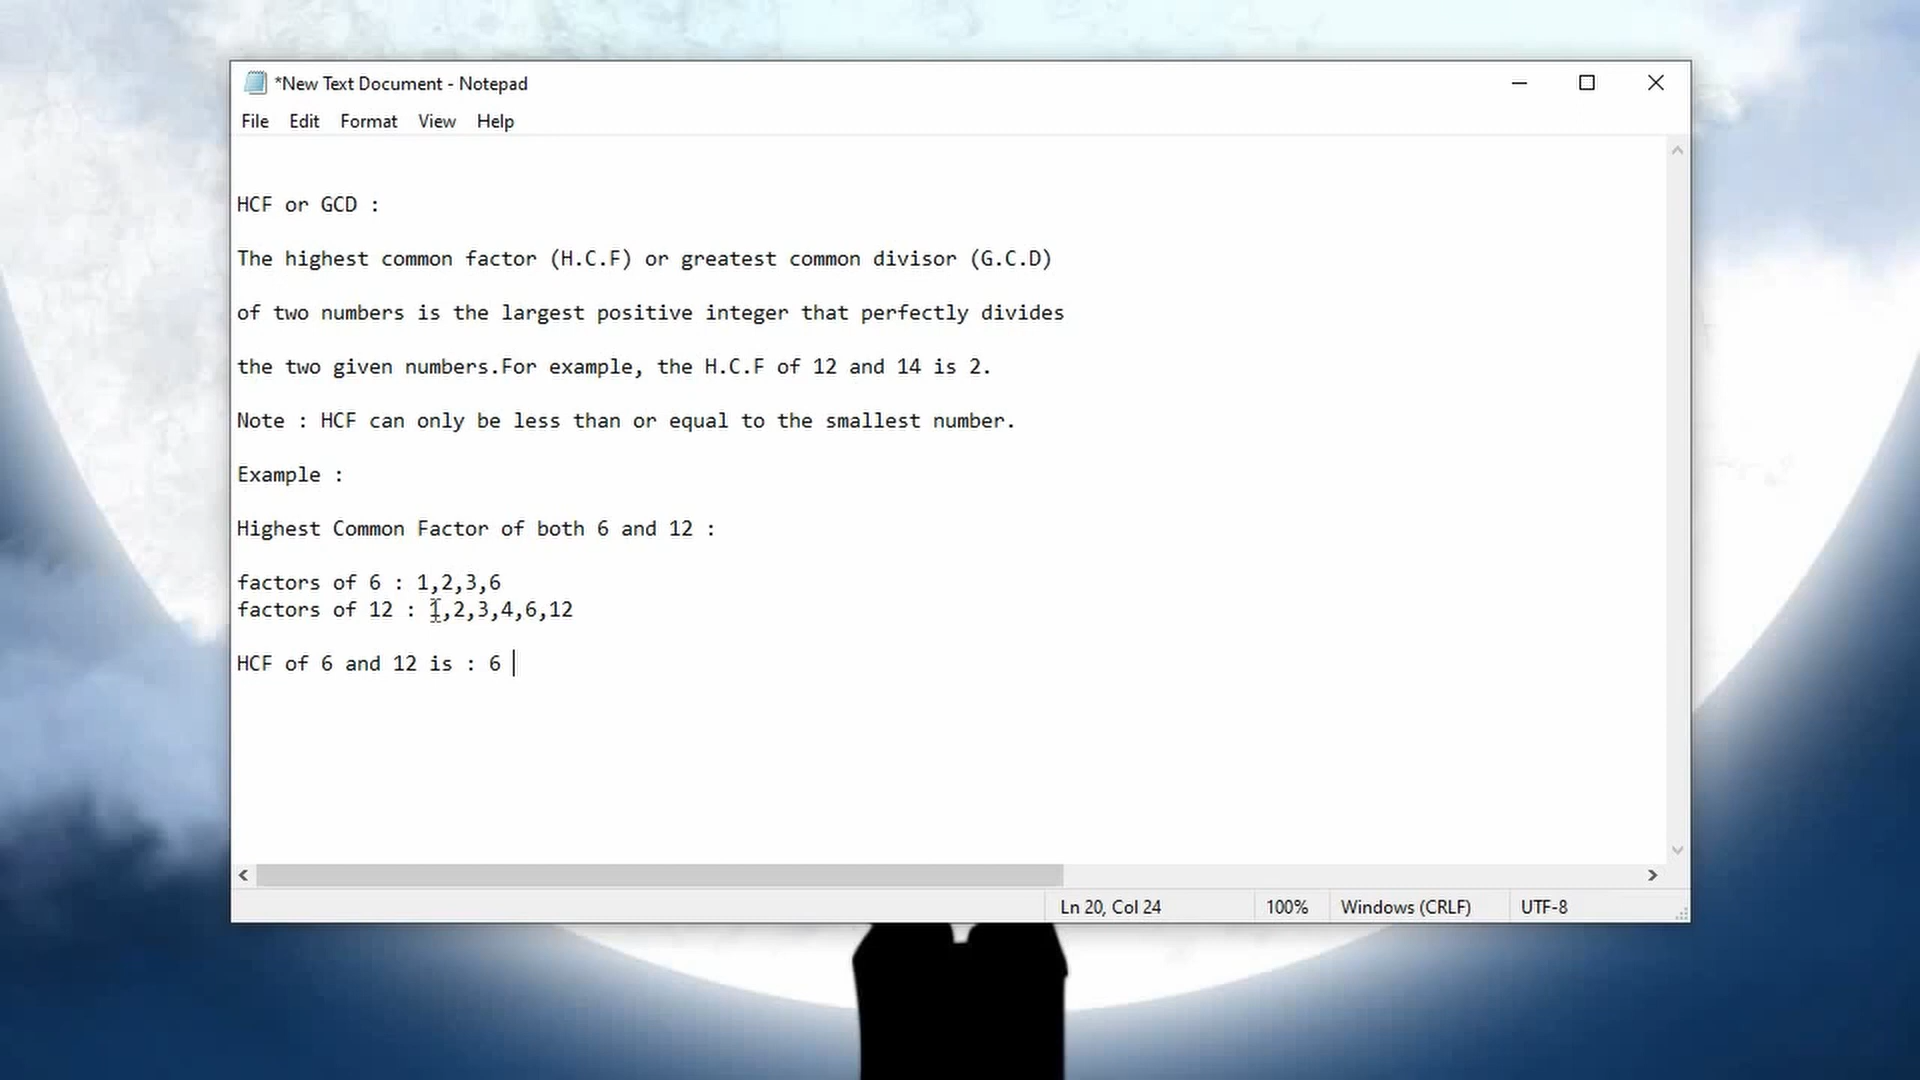 *New Text Document - Notepad
File Edit Format View Help
HCF or GCD :
The highest common factor (H.C.F) or greatest common divisor (G.C.D)
of two numbers is the largest positive integer that perfectly divides
the two given numbers.For example, the H.C.F of 12 and 14 is 2.
Note : HCF can only be less than or equal to the smallest number.
Example :
Highest Common Factor of both 6 and 12 :
factors of 6 : 1,2,3,6
factors of 12 : 1,2,3,4,6,12
HCF of 6 and 12 is : 6
Ln 20, Col 24 100% Windows (CRLF) UTF-8